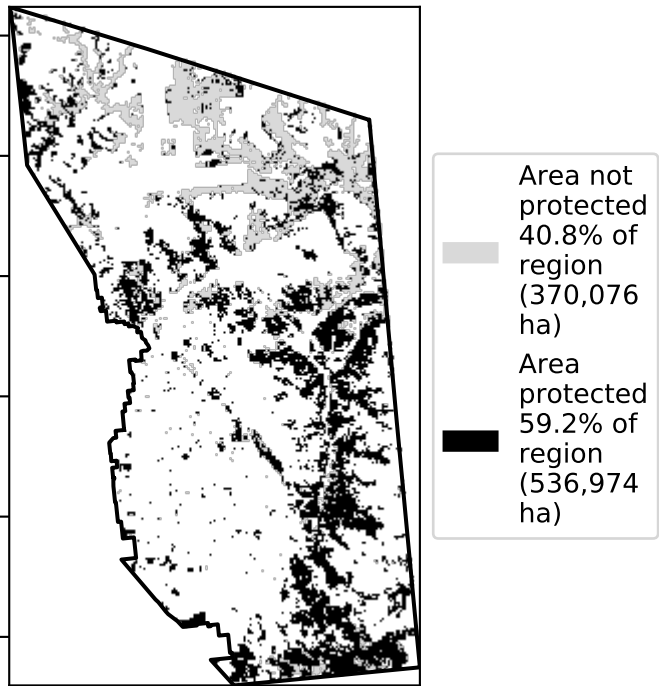 Area not
protected
40.8% of
region
(370,076
ha)
Area
protected
59.2% of
region
(536,974
ha)